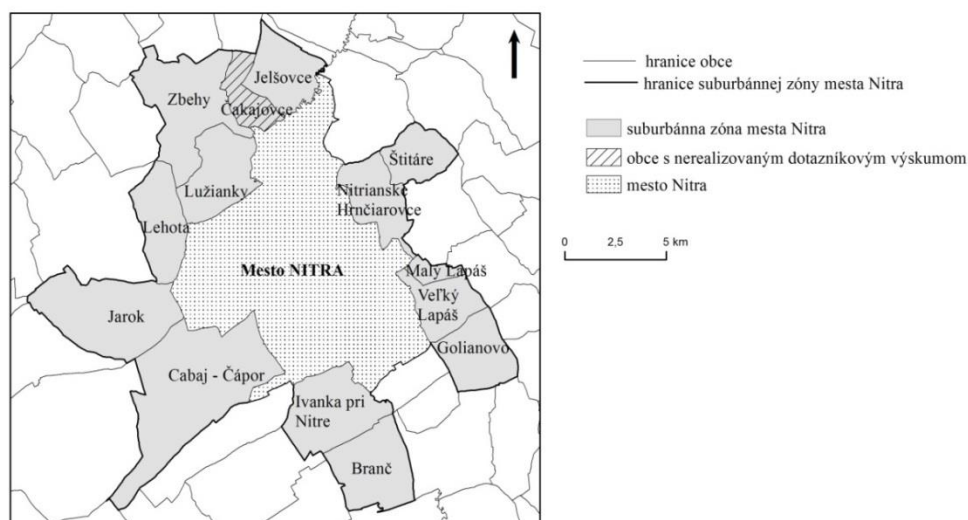 Jelšovce
Zbehy
Čakajovce
Štitáre
Lužianky
Nitrianske
Hrnčiarovce
Lehota
Mesto NITRA
Malý Lapáš
Veľký
Lapáš
Jarok
Golianovo
Cabaj - Čápor
Ivanka pri
Nitre
Branč
hranice obce
hranice suburbánnej zóny mesta Nitra
suburbánna zóna mesta Nitra
obce s nerealizovaným dotazníkovým výskumom
mesto Nitra
0 2,5 5 km